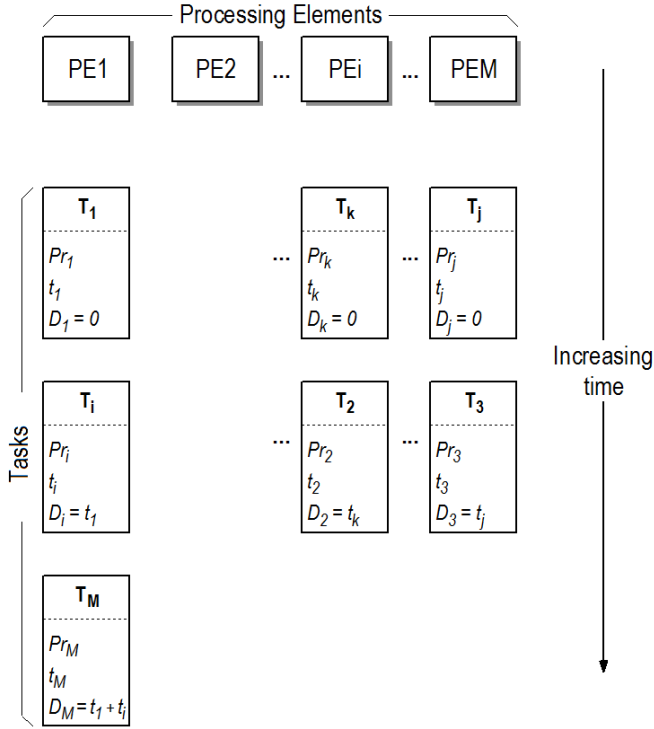 Processing Elements
PE1 PE2 ... PEi ... PEM
T1 ... Tk ... Tj
Pr1 Prk Prj
t1 tk tj
D1 = 0 Dk = 0 Dj = 0
Increasing
time
Tasks
Ti ... T2 ... T3
Pri Pr2 Pr3
ti t2 t3
Di = t1 D2 = tk D3 = tj
TM
PrM
tM
DM = t1 + ti